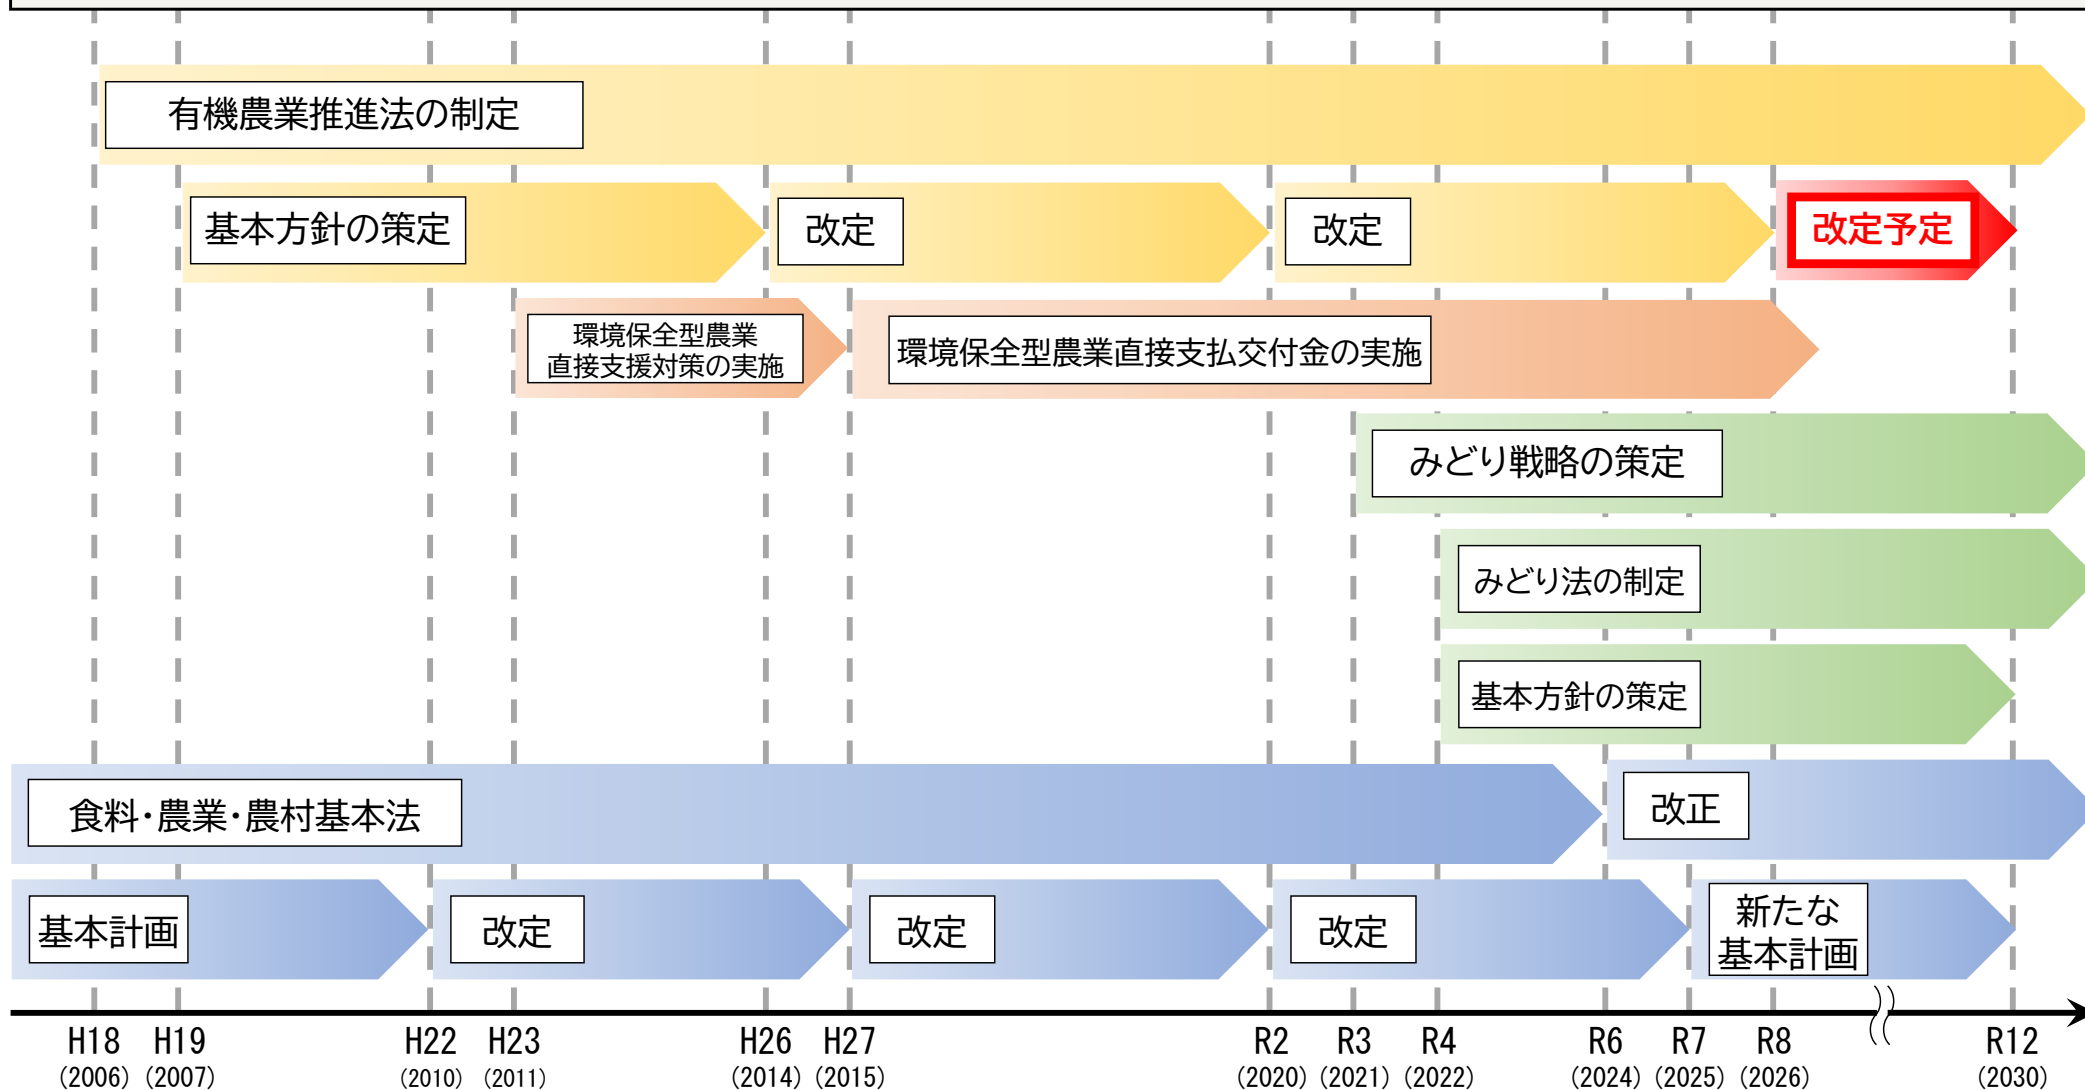 有機農業推進法の制定
基本方針の策定
改定
改定
改定予定
環境保全型農業
直接支援対策の実施
環境保全型農業直接支払交付金の実施
みどり戦略の策定
みどり法の制定
基本方針の策定
食料・農業・農村基本法
改正
基本計画
改定
改定
改定
新たな
基本計画
H18 H19 H22 H23 H26 H27 R2 R3 R4 R6 R7 R8 R12
(2006) (2007) (2010) (2011) (2014) (2015) (2020) (2021) (2022) (2024) (2025) (2026) (2030)